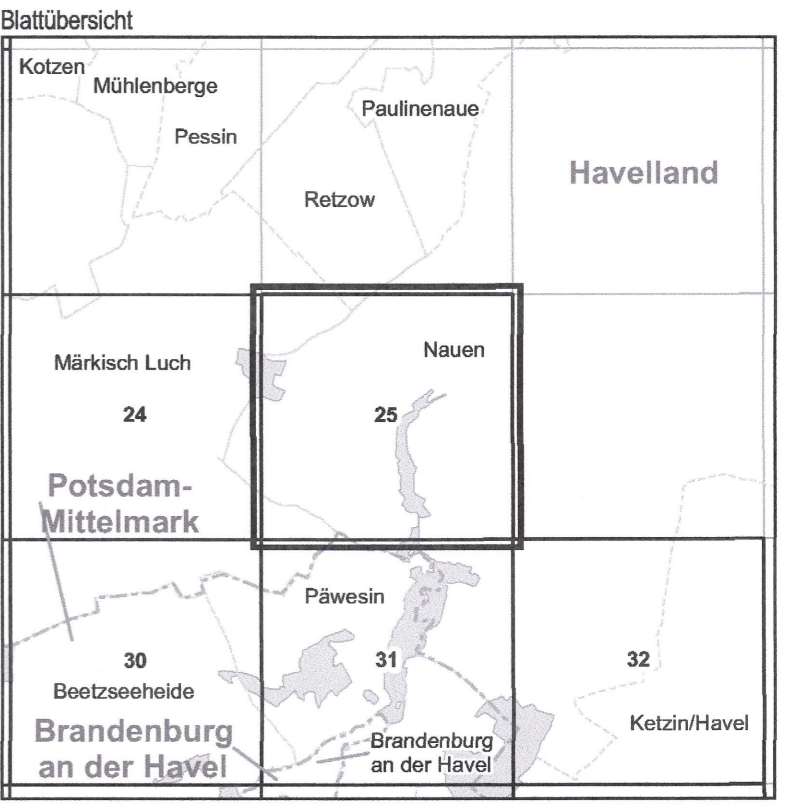 Blattübersicht
Kotzen
Mühlenberge
Paulinenaue
Pessin
Havelland
Retzow
Nauen
Märkisch Luch
24
25
Potsdam-
Mittelmark
Päwesin
30
31
32
Beetzseeheide
Ketzin/Havel
Brandenburg
an der Havel
Brandenburg
an der Havel